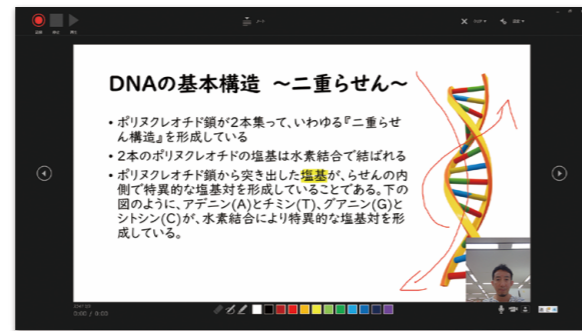 DNAの基本構造 ～二重らせん～
• ポリヌクレオチド鎖が2本集って、いわゆる『二重らせ
ん構造』を形成している
• 2本のポリヌクレオチドの塩基は水素結合で結ばれる
• ポリヌクレオチド鎖から突き出した塩基が、らせんの内
側で特異的な塩基対を形成していることである。下の
図のように、アデニン(A)とチミン(T)、グアニン(G)と
シトシン(C)が、水素結合により特異的な塩基対を形
成している。
0:00 / 0:03